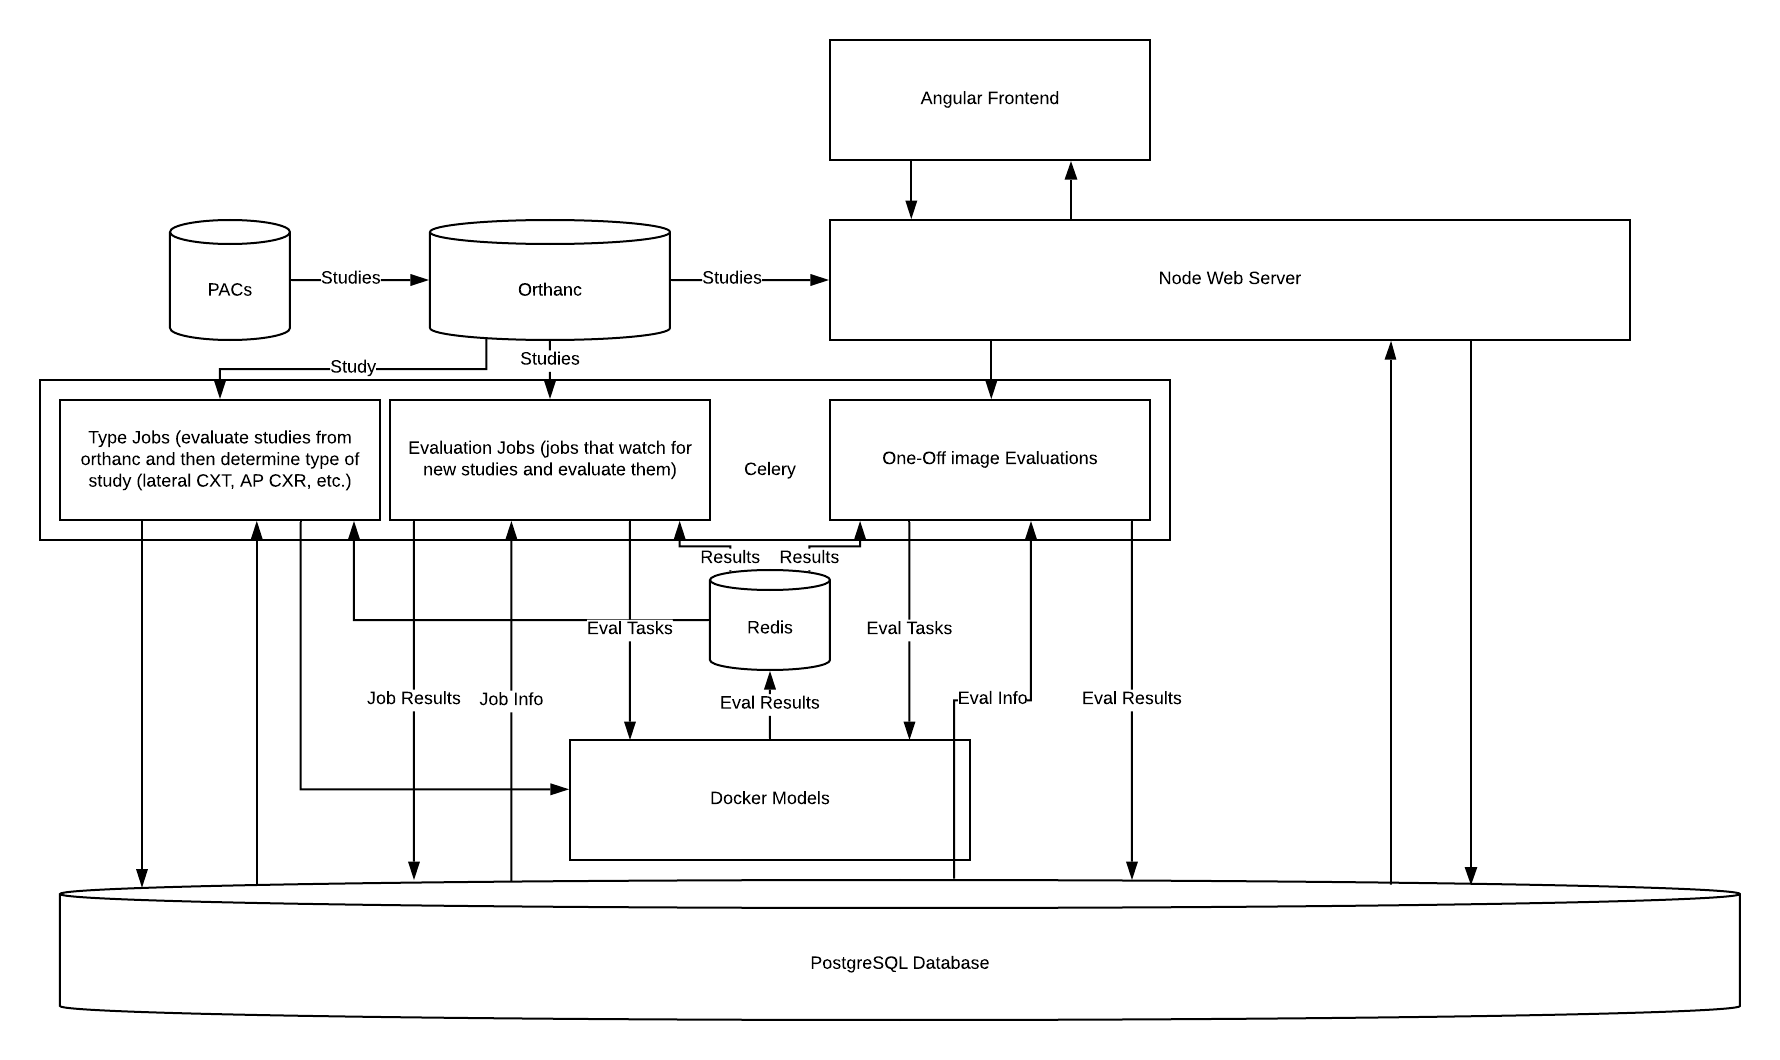 Angular Frontend
PACs
Studies
Orthanc
Studies
Node Web Server
Study
Studies
Type Jobs (evaluate studies from
orthanc and then determine type of
study (lateral CXT, AP CXR, etc.)
Evaluation Jobs (jobs that watch for
new studies and evaluate them)
Celery
One-Off image Evaluations
Results
Results
Eval Tasks
Redis
Eval Tasks
Job Results
Job Info
Eval Results
Eval Info
Eval Results
Docker Models
PostgreSQL Database